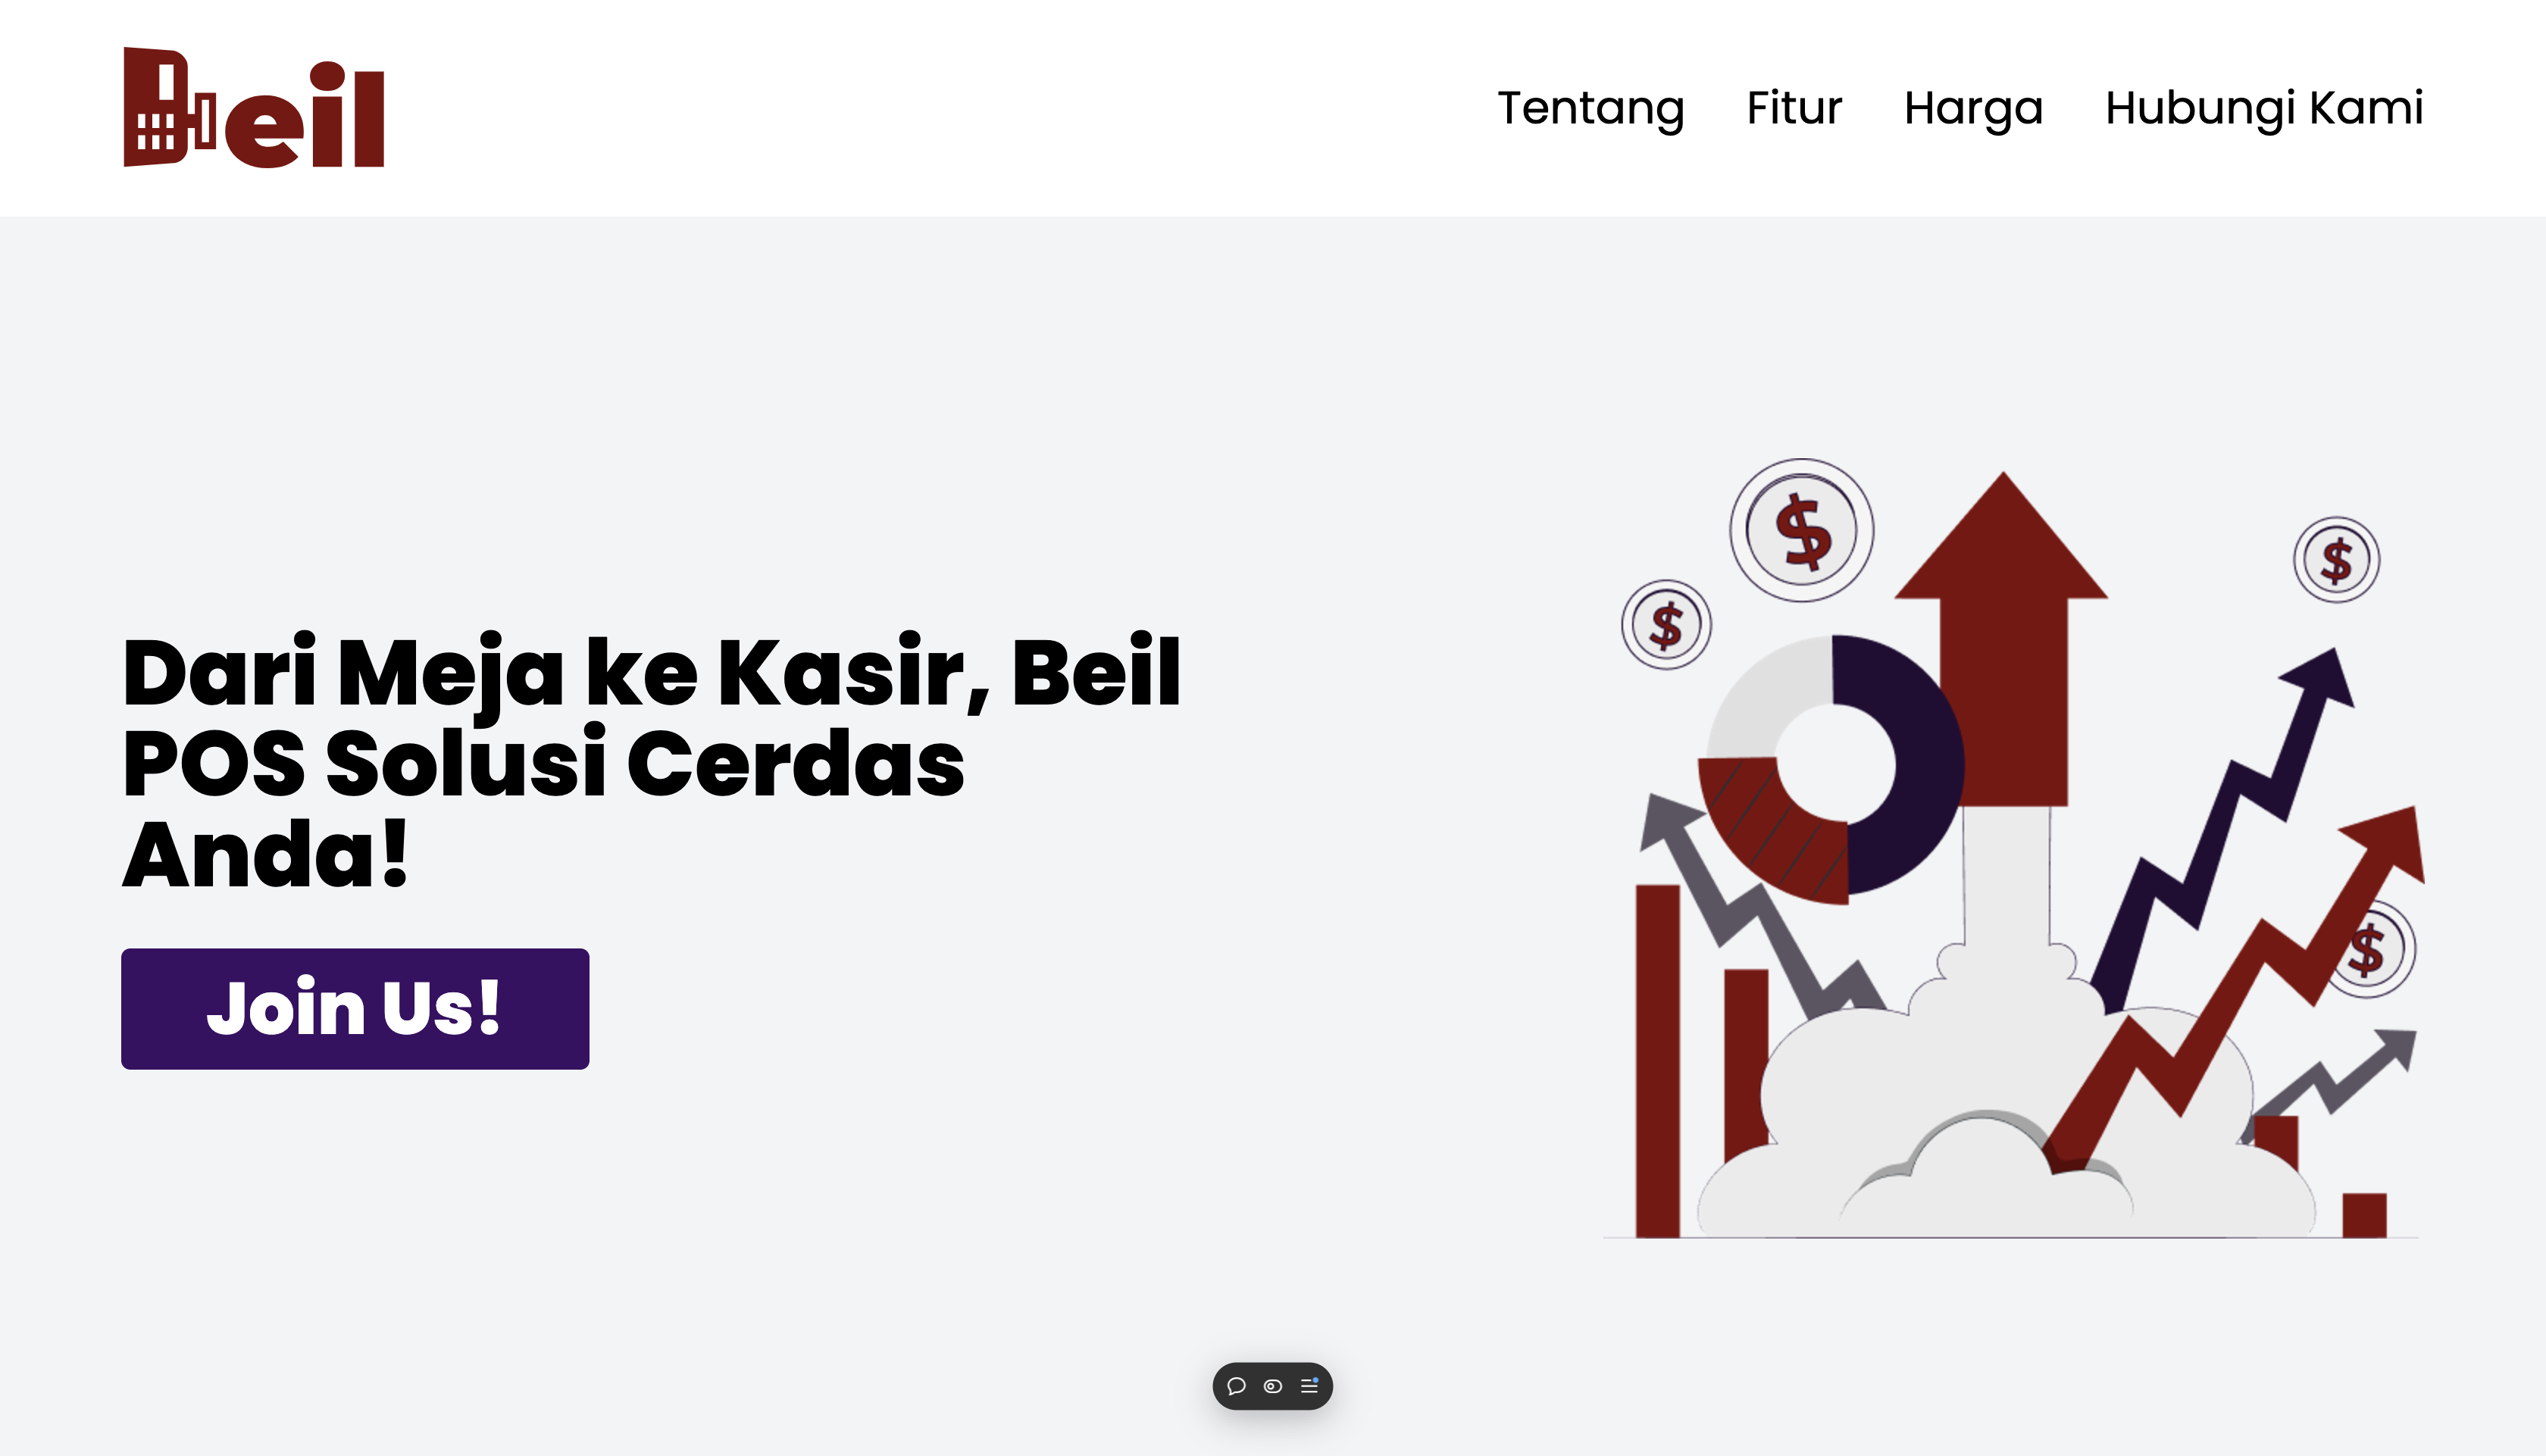 Beil
Tentang Fitur Harga Hubungi Kami
$
$
$
Dari Meja ke Kasir, Beil
POS Solusi Cerdas
Anda!
$
Join Us!